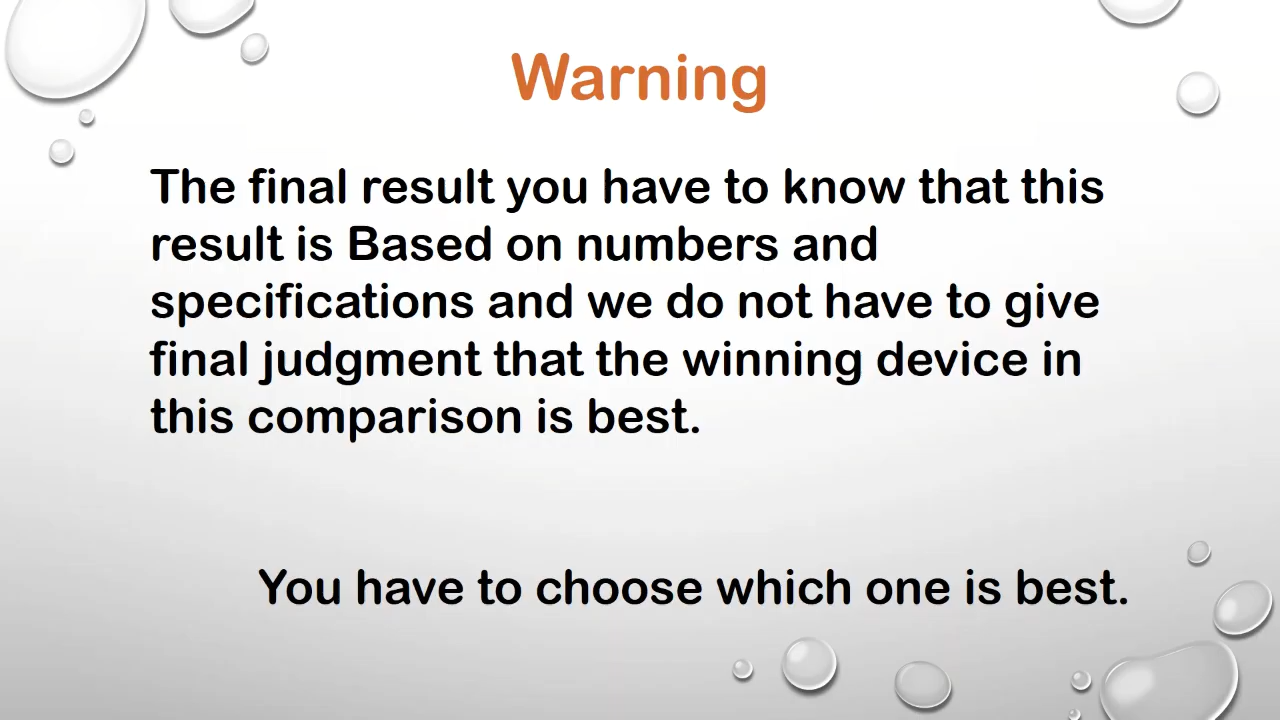 Warning
The final result you have to know that this
result is Based on numbers and
specifications and we do not have to give
final judgment that the winning device in
this comparison is best.
You have to choose which one is best.